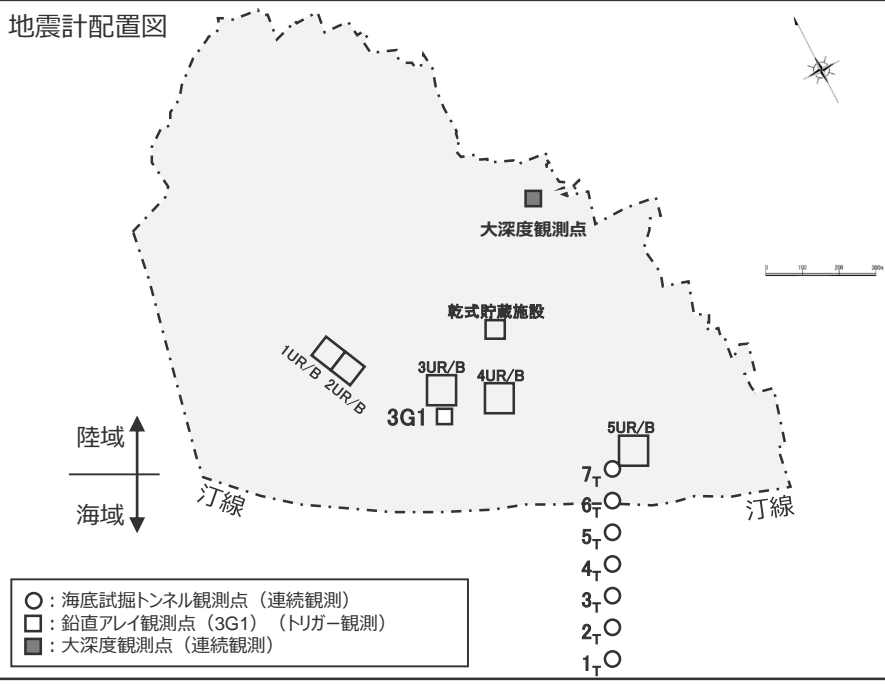 地震計配置図
大深度観測点
0 100 200 300m
乾式貯蔵施設
1UR/B
2UR/B
3UR/B
4UR/B
3G1
5UR/B
陸域
海域
汀線
汀線
7T
6T
5T
4T
3T
2T
1T
○:海底試掘トンネル観測点(連続観測)
□:鉛直アレイ観測点(3G1)(トリガー観測)
■:大深度観測点(連続観測)